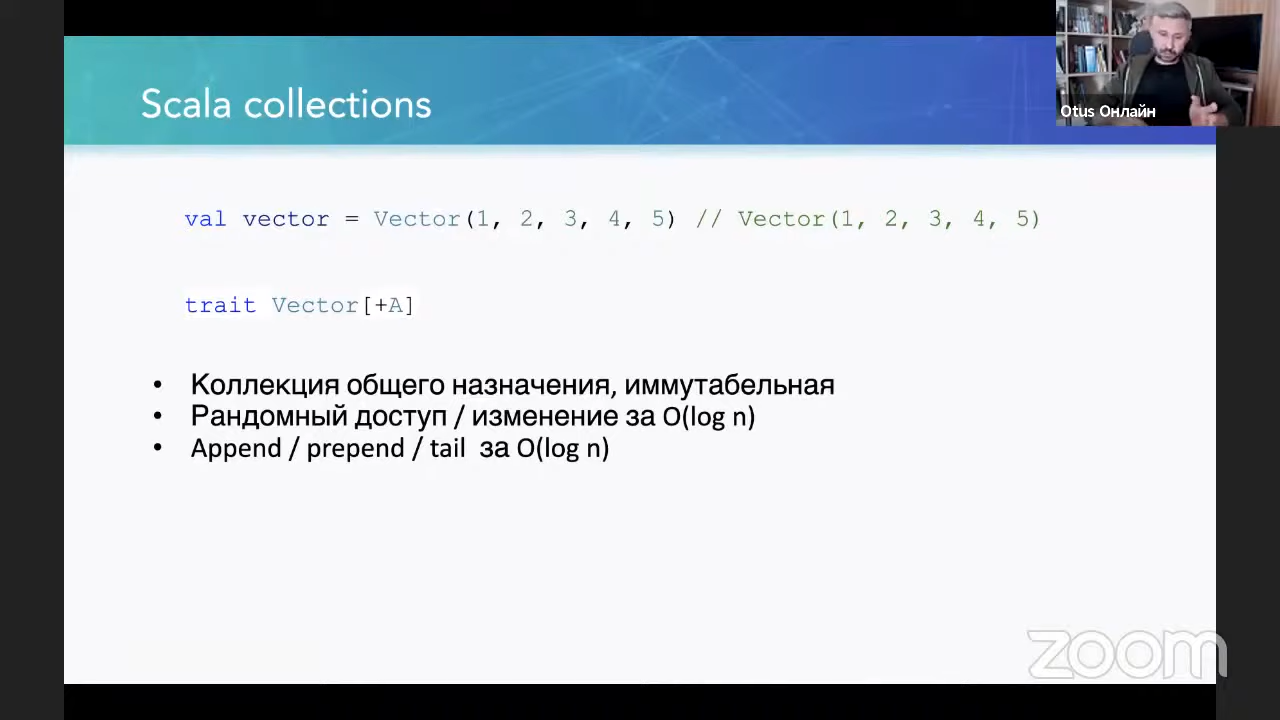 Scala collections
Otus Онлайн
val vector = Vector(1, 2, 3, 4, 5) // Vector(1, 2, 3, 4, 5)
trait Vector[+A]
• Коллекция общего назначения, иммутабельная
• Рандомный доступ / изменение за O(log n)
• Append / prepend / tail за O(log n)
zoom